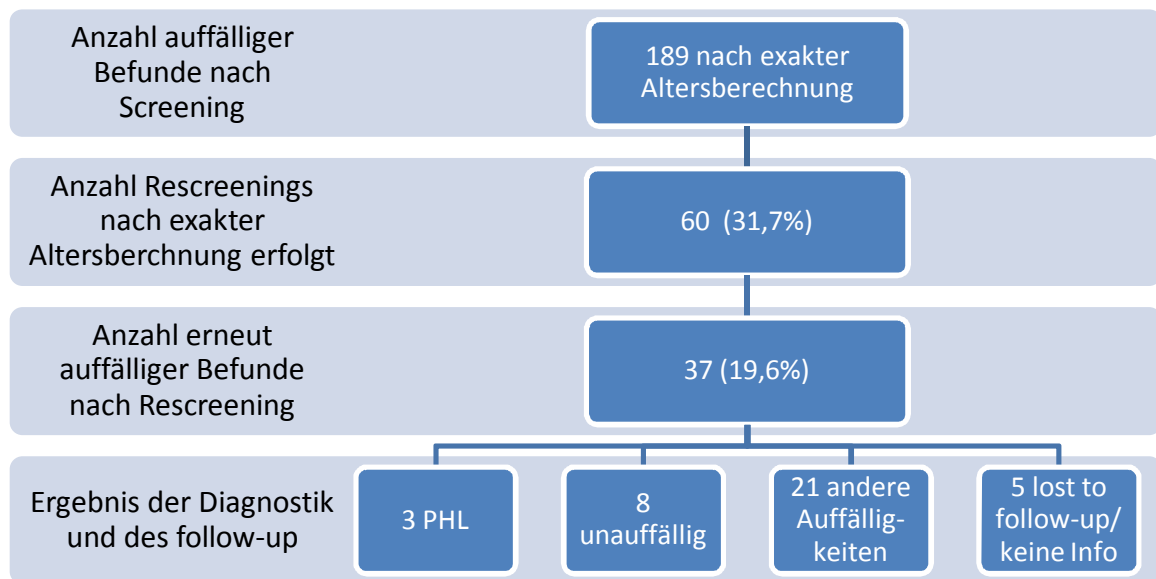 Anzahl auffälliger
Befunde nach
Screening
189 nach exakter
Altersberechnung
Anzahl Rescreenings
nach exakter
Altersberchnung erfolgt
60 (31,7%)
Anzahl erneut
auffälliger Befunde
nach Rescreening
37 (19,6%)
Ergebnis der Diagnostik
und des follow-up
3 PHL
8
unauffällig
21 andere
Auffällig-
keiten
5 lost to
follow-up/
keine Info